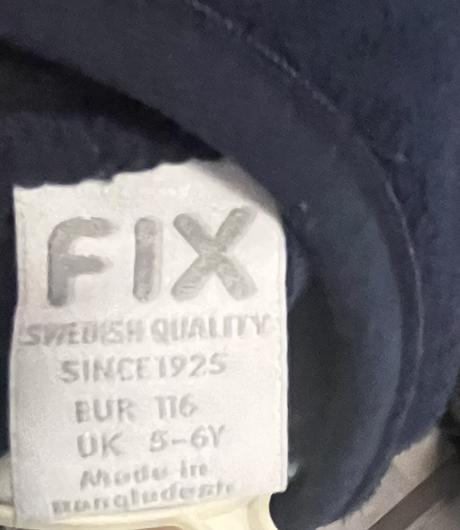 FIX
SWEDISH QUALITY
SINCE 1925
EUR 116
UK 5-6Y
Made in
Bangladesh